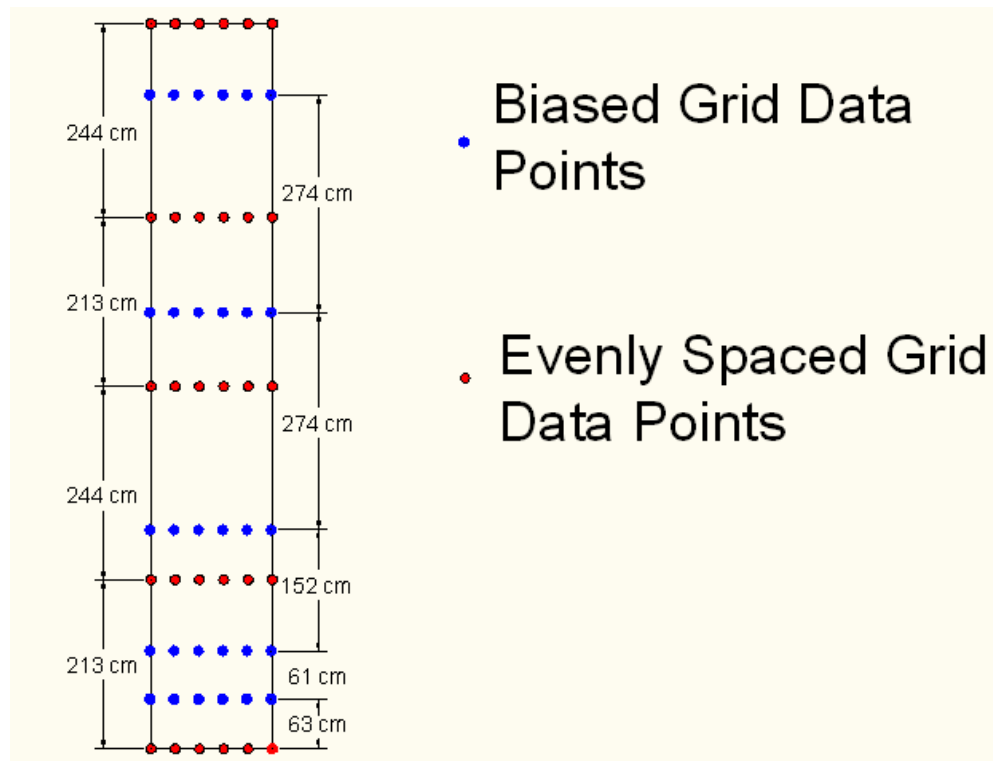 244 cm
274 cm
213 cm
274 cm
244 cm
152 cm
213 cm
61 cm
63 cm
Biased Grid Data
Points
Evenly Spaced Grid
Data Points